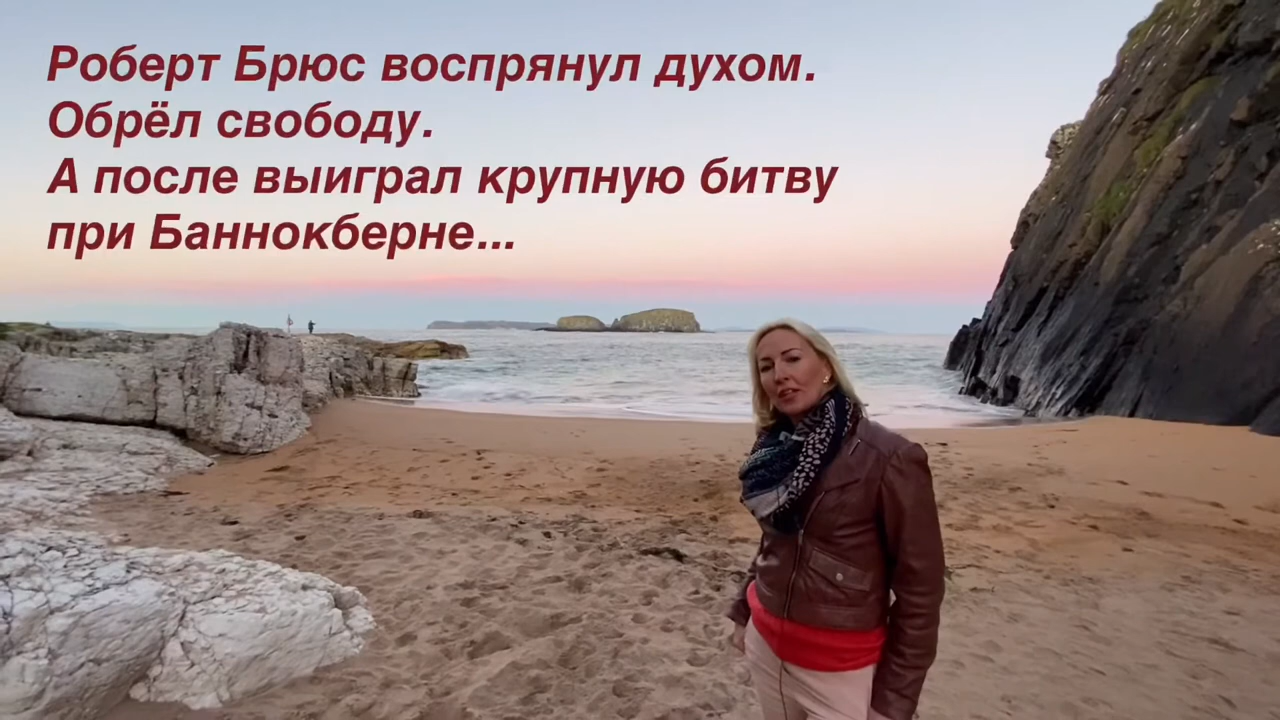 Роберт Брюс воспрянул духом.
Обрёл свободу.
А после выиграл крупную битву
при Баннокберне...